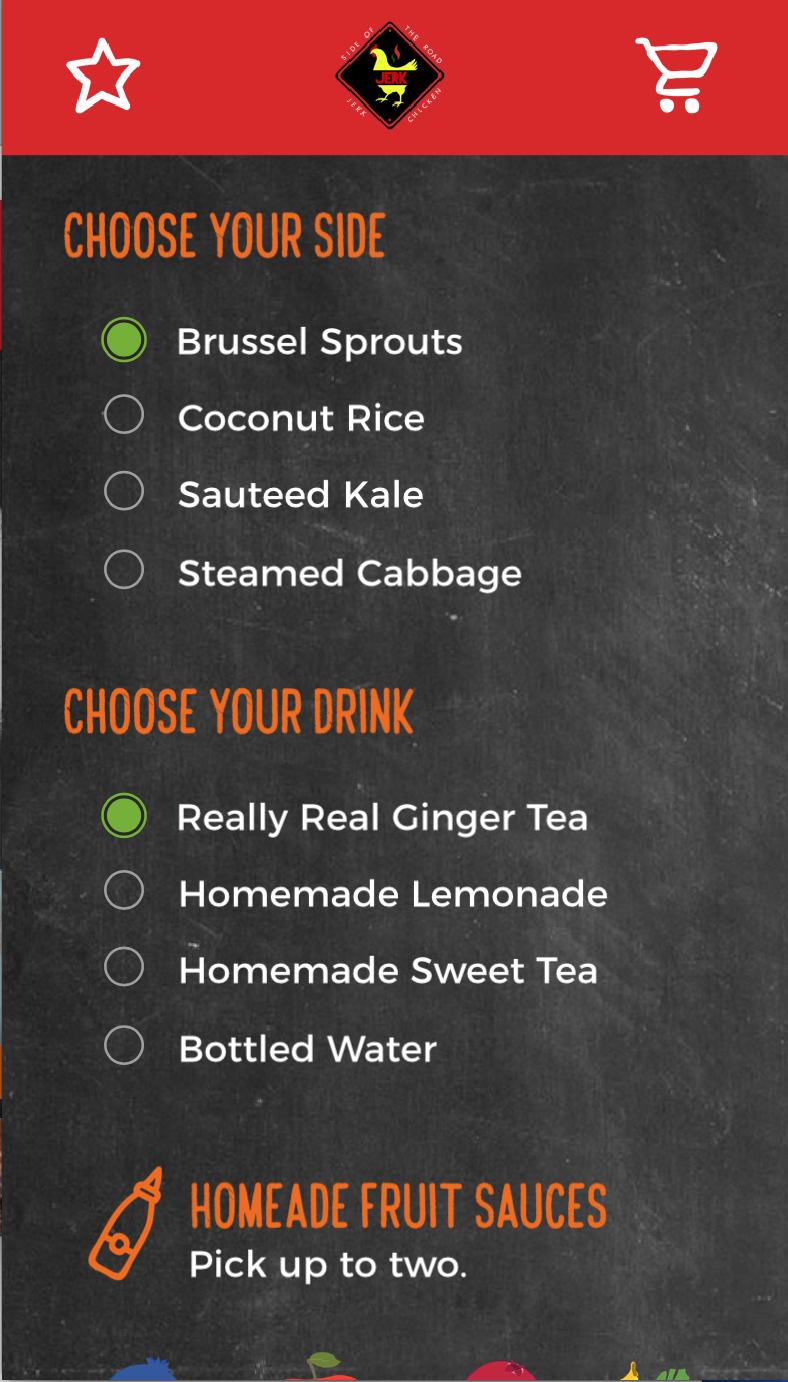 SIDE OF THE ROAD
JERK
JERK CHICKEN
CHOOSE YOUR SIDE
Brussel Sprouts
Coconut Rice
Sauteed Kale
Steamed Cabbage
CHOOSE YOUR DRINK
Really Real Ginger Tea
Homemade Lemonade
Homemade Sweet Tea
Bottled Water
HOMEADE FRUIT SAUCES
Pick up to two.